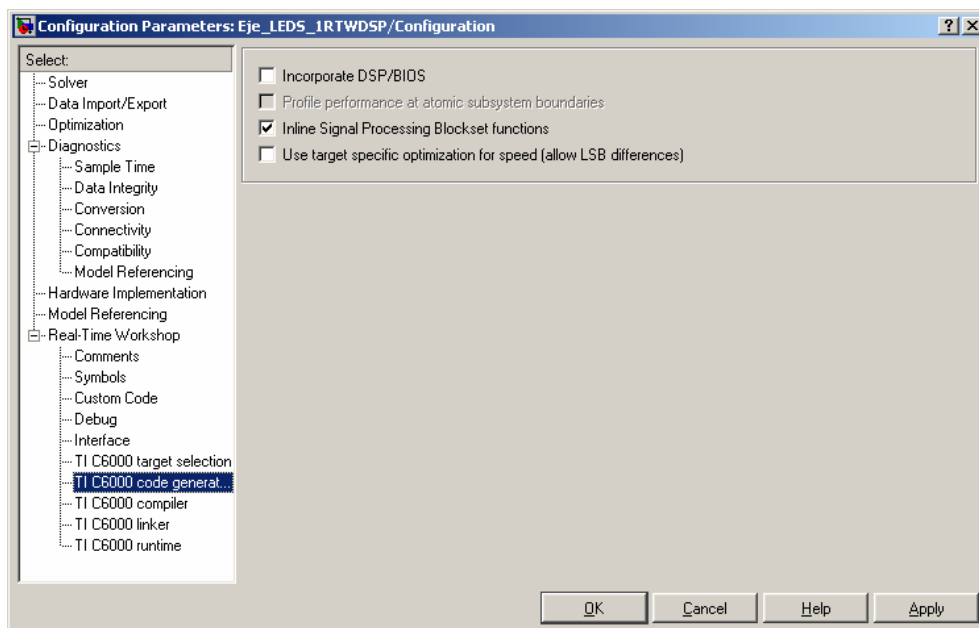 Configuration Parameters: Eje_LEDS_1RTWDSP/Configuration
Select:
Solver
Data Import/Export
Optimization
Diagnostics
Sample Time
Data Integrity
Conversion
Connectivity
Compatibility
Model Referencing
Hardware Implementation
Model Referencing
Real-Time Workshop
Comments
Symbols
Custom Code
Debug
Interface
TI C6000 target selection
TI C6000 code generat...
TI C6000 compiler
TI C6000 linker
TI C6000 runtime
Incorporate DSP/BIOS
Profile performance at atomic subsystem boundaries
Inline Signal Processing Blockset functions
Use target specific optimization for speed (allow LSB differences)
OK Cancel Help Apply